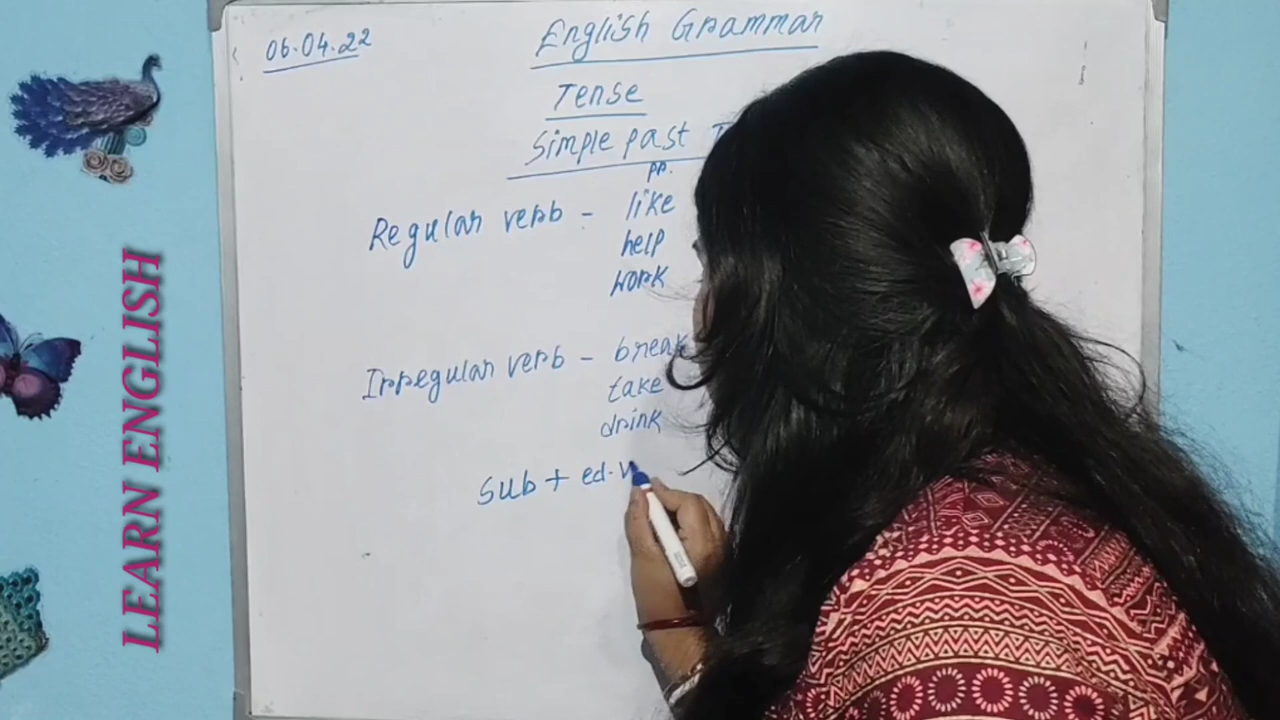 06.04.22
English Grammar
Tense
Simple past T
pp.
Regular verb - like
help
work
Irregular verb - break
take
drink
Sub + ed. V
LEARN ENGLISH